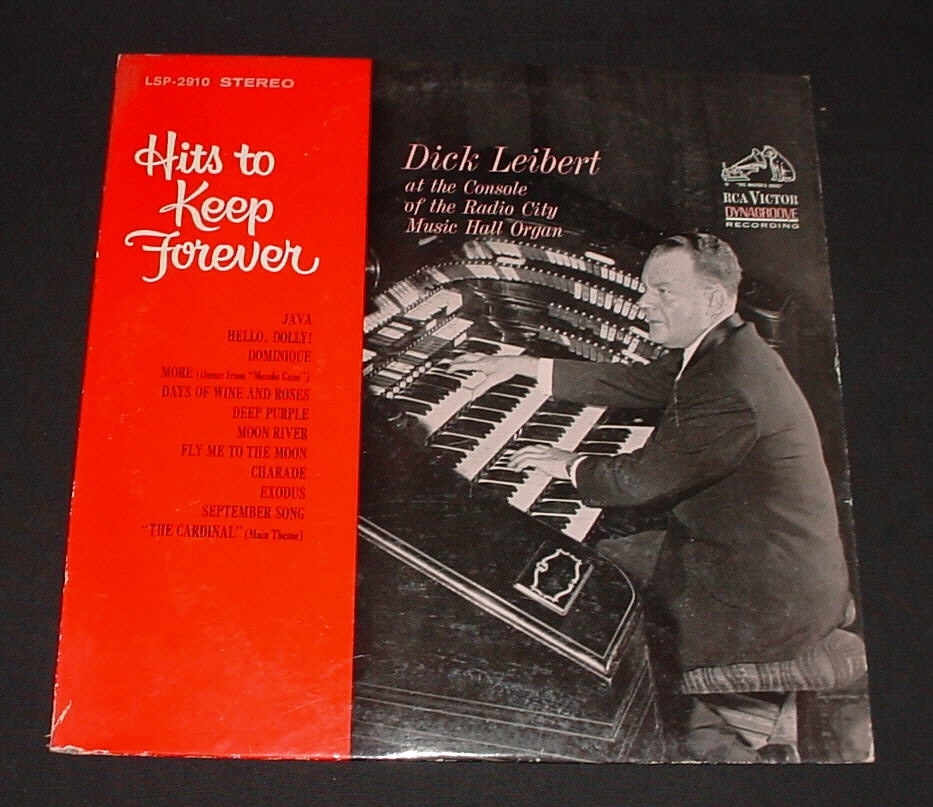 LSP-2910 STEREO
Hits to
Keep
Forever
JAVA
HELLO, DOLLY!
DOMINIQUE
MORE (theme from "Mondo Cane")
DAYS OF WINE AND ROSES
DEEP PURPLE
MOON RIVER
FLY ME TO THE MOON
CHARADE
EXODUS
SEPTEMBER SONG
"THE CARDINAL" (Main Theme)
Dick Leibert
at the Console
of the Radio City
Music Hall Organ
"HIS MASTER'S VOICE"
RCA VICTOR
DYNAGROOVE
RECORDING